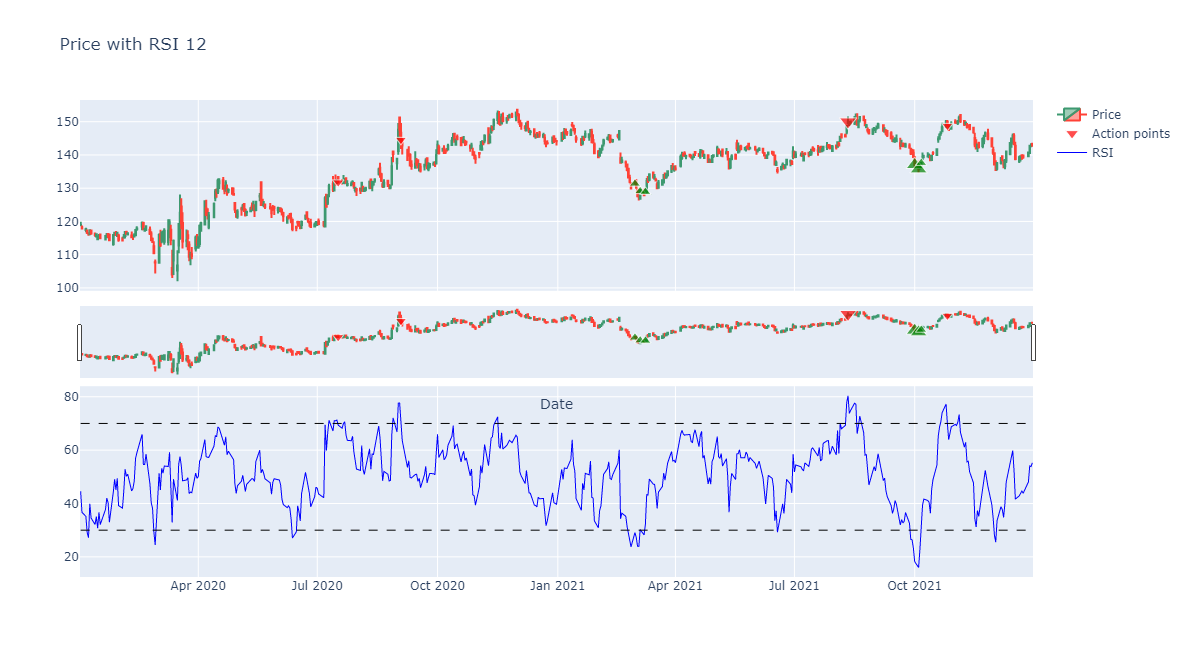 Price with RSI 12
150
140
130
120
110
100
Price
Action points
RSI
80
60
40
20
Date
Apr 2020
Jul 2020
Oct 2020
Jan 2021
Apr 2021
Jul 2021
Oct 2021